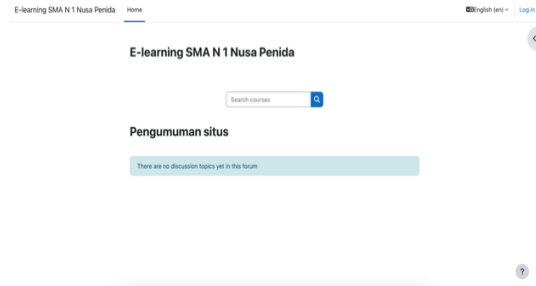 E-learning SMA N 1 Nusa Penida Home English (en) Log in
E-learning SMA N 1 Nusa Penida
Search courses
Pengumuman situs
There are no discussion topics yet in this forum
?